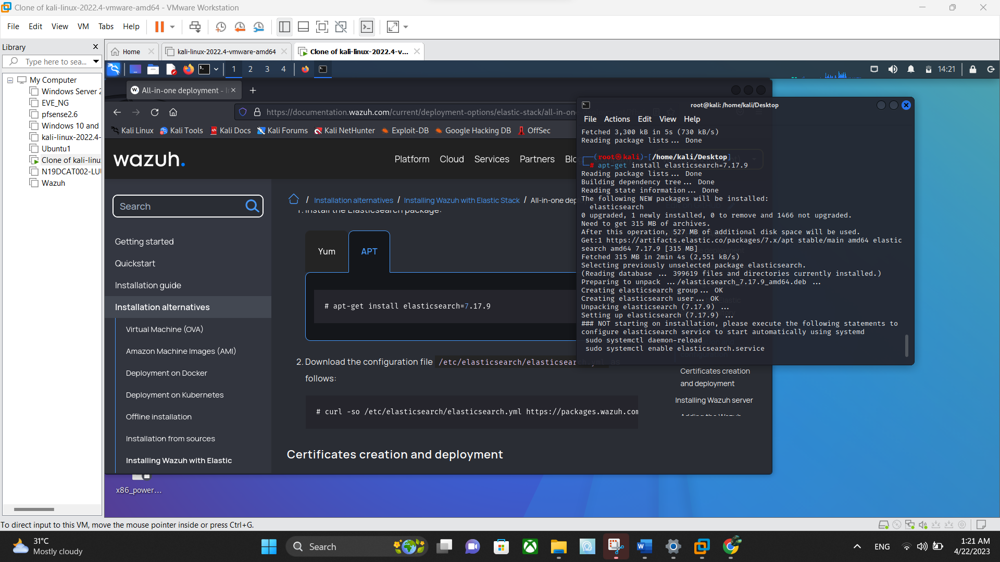 Clone of kali-linux-2022.4-vmware-amd64 - VMware Workstation
File Edit View VM Tabs Help
Library
Type here to sea...
My Computer
Windows Server 2
EVE_NG
pfsense2.6
Windows 10 and
kali-linux-2022.4-
Ubuntu1
Clone of kali-linu
N19DCAT002-LU
Wazuh
Home
kali-linux-2022.4-vmware-amd64
Clone of kali-linux-2022.4-v...
1 2 3 4
14:21
All-in-one deployment -
https://documentation.wazuh.com/current/deployment-options/elastic-stack/all-in-one
Kali Linux Kali Tools Kali Docs Kali Forums Kali NetHunter Exploit-DB Google Hacking DB OffSec
wazuh.
Platform Cloud Services Partners Blog
Search
Getting started
Quickstart
Installation guide
Installation alternatives
Virtual Machine (OVA)
Amazon Machine Images (AMI)
Deployment on Docker
Deployment on Kubernetes
Offline installation
Installation from sources
Installing Wazuh with Elastic
/ Installation alternatives / Installing Wazuh with Elastic Stack / All-in-one dep
1. Install the Elasticsearch package:
Yum APT
# apt-get install elasticsearch=7.17.9
2. Download the configuration file /etc/elasticsearch/elasticsearch.yml as
follows:
# curl -so /etc/elasticsearch/elasticsearch.yml https://packages.wazuh.com
Certificates creation and deployment
Certificates creation
and deployment
Installing Wazuh server
Adding the Wazuh
root@kali: /home/kali/Desktop
File Actions Edit View Help
Fetched 3,300 kB in 5s (730 kB/s)
Reading package lists... Done
(root㉿kali)-[/home/kali/Desktop]
# apt-get install elasticsearch=7.17.9
Reading package lists... Done
Building dependency tree... Done
Reading state information... Done
The following NEW packages will be installed:
elasticsearch
0 upgraded, 1 newly installed, 0 to remove and 1466 not upgraded.
Need to get 315 MB of archives.
After this operation, 527 MB of additional disk space will be used.
Get:1 https://artifacts.elastic.co/packages/7.x/apt stable/main amd64 elastic
search amd64 7.17.9 [315 MB]
Fetched 315 MB in 2min 4s (2,551 kB/s)
Selecting previously unselected package elasticsearch.
(Reading database ... 399619 files and directories currently installed.)
Preparing to unpack .../elasticsearch_7.17.9_amd64.deb ...
Creating elasticsearch group... OK
Creating elasticsearch user... OK
Unpacking elasticsearch (7.17.9) ...
Setting up elasticsearch (7.17.9) ...
### NOT starting on installation, please execute the following statements to
configure elasticsearch service to start automatically using systemd
sudo systemctl daemon-reload
sudo systemctl enable elasticsearch.service
x86_power...
To direct input to this VM, move the mouse pointer inside or press Ctrl+G.
31°C
Mostly cloudy
Search
ENG
1:21 AM
4/22/2023